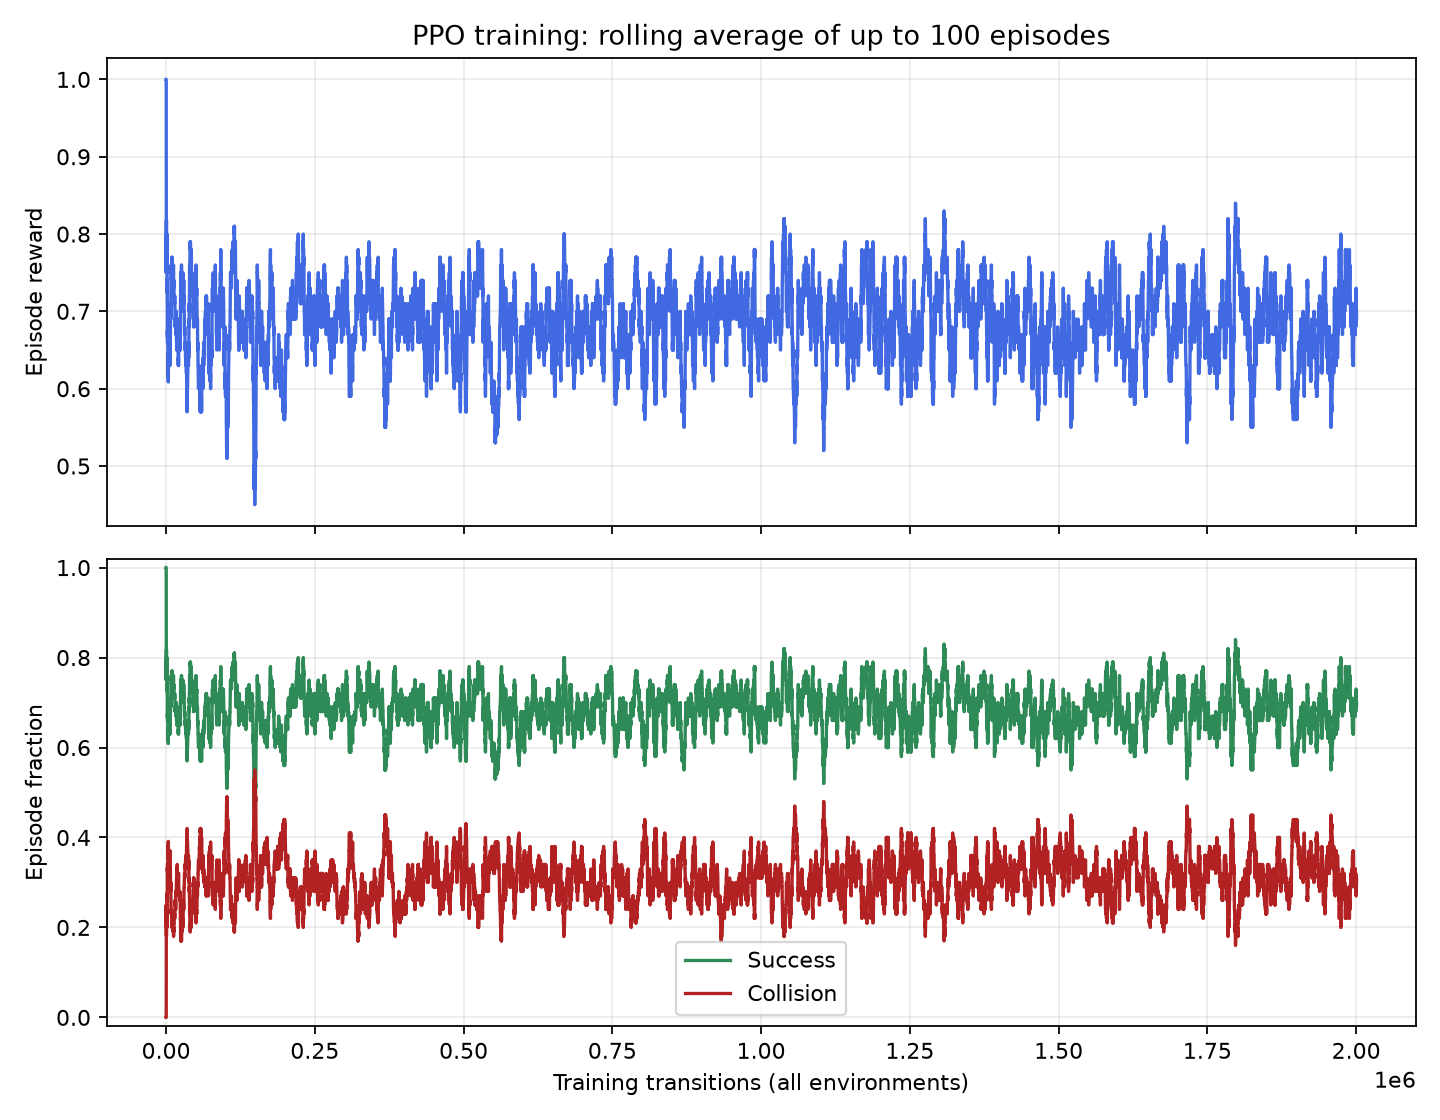 PPO training: rolling average of up to 100 episodes
1.0
0.9
0.8
0.7
0.6
0.5
Episode reward
1.0
0.8
0.6
0.4
0.2
0.0
Episode fraction
Success
Collision
0.00 0.25 0.50 0.75 1.00 1.25 1.50 1.75 2.00
1e6
Training transitions (all environments)